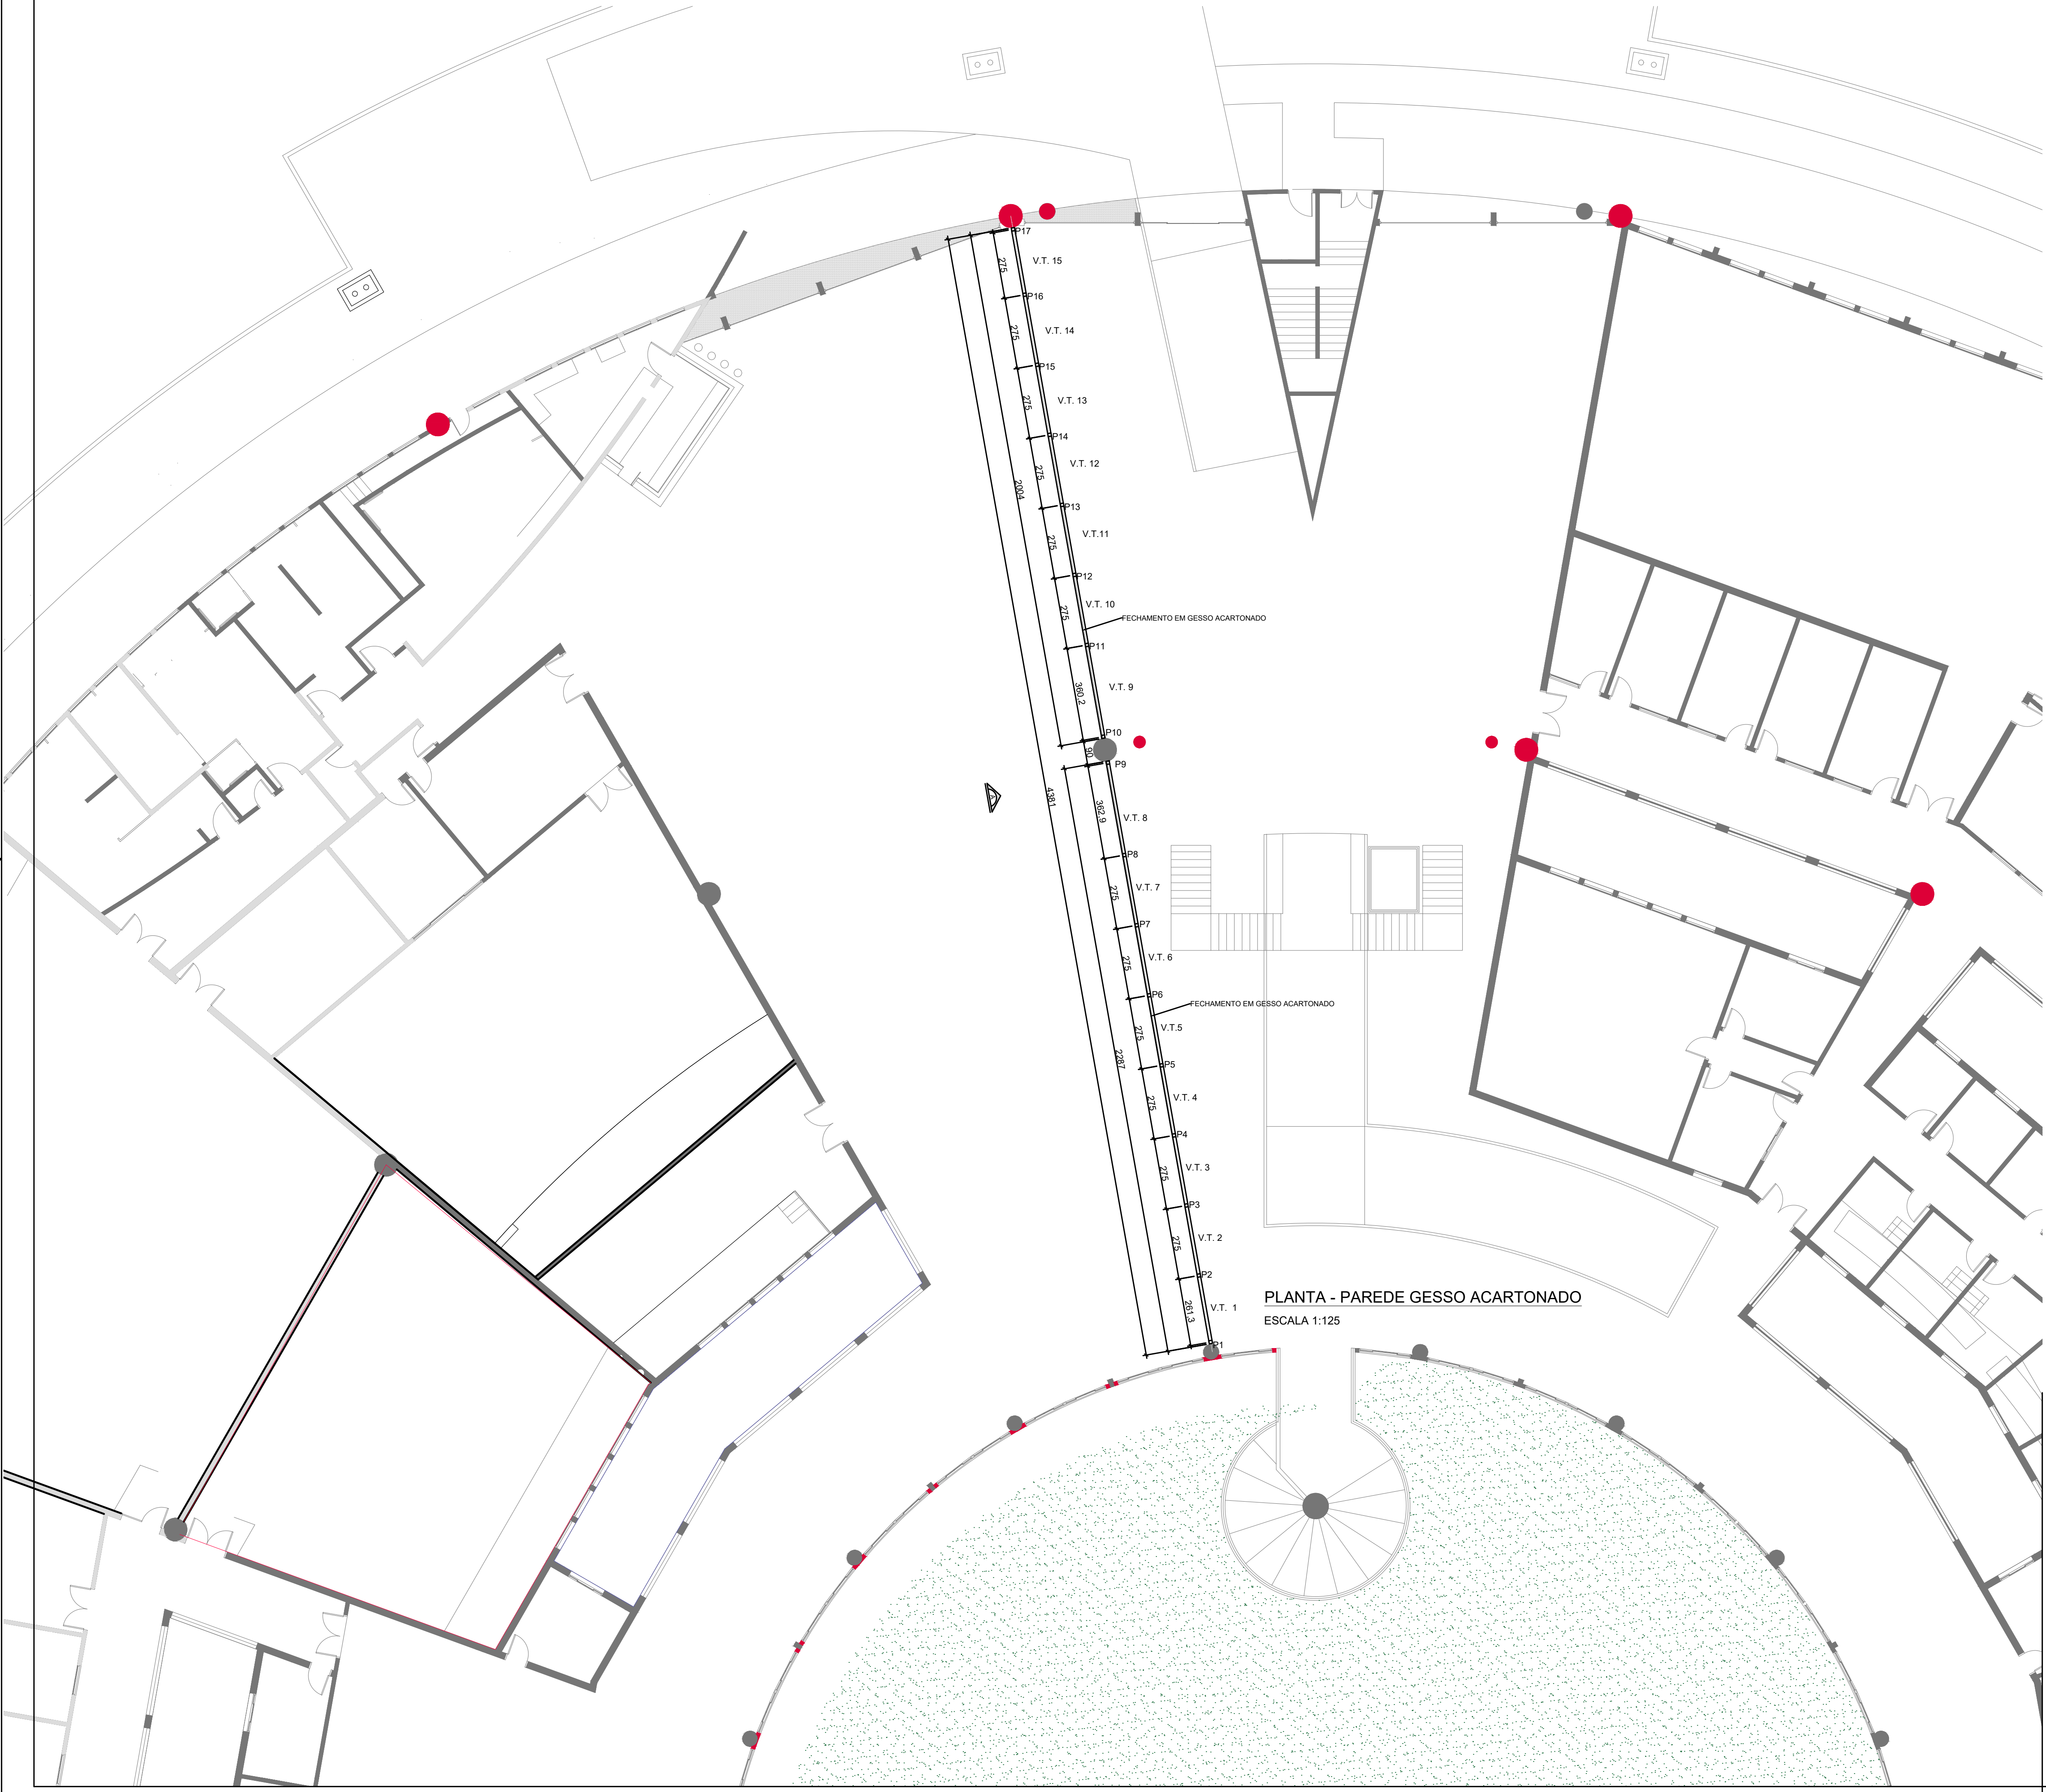 P17
275
V.T. 15
P16
275
V.T. 14
P15
275
V.T. 13
P14
275
V.T. 12
2004
P13
275
V.T.11
P12
275
V.T. 10
FECHAMENTO EM GESSO ACARTONADO
P11
360.2
V.T. 9
P10
90
P9
4381
362.9
V.T. 8
P8
275
V.T. 7
P7
275
V.T. 6
P6
FECHAMENTO EM GESSO ACARTONADO
275
V.T.5
2287
P5
275
V.T. 4
P4
275
V.T. 3
P3
275
V.T. 2
P2
261.3
V.T. 1
P1
PLANTA - PAREDE GESSO ACARTONADO
ESCALA 1:125